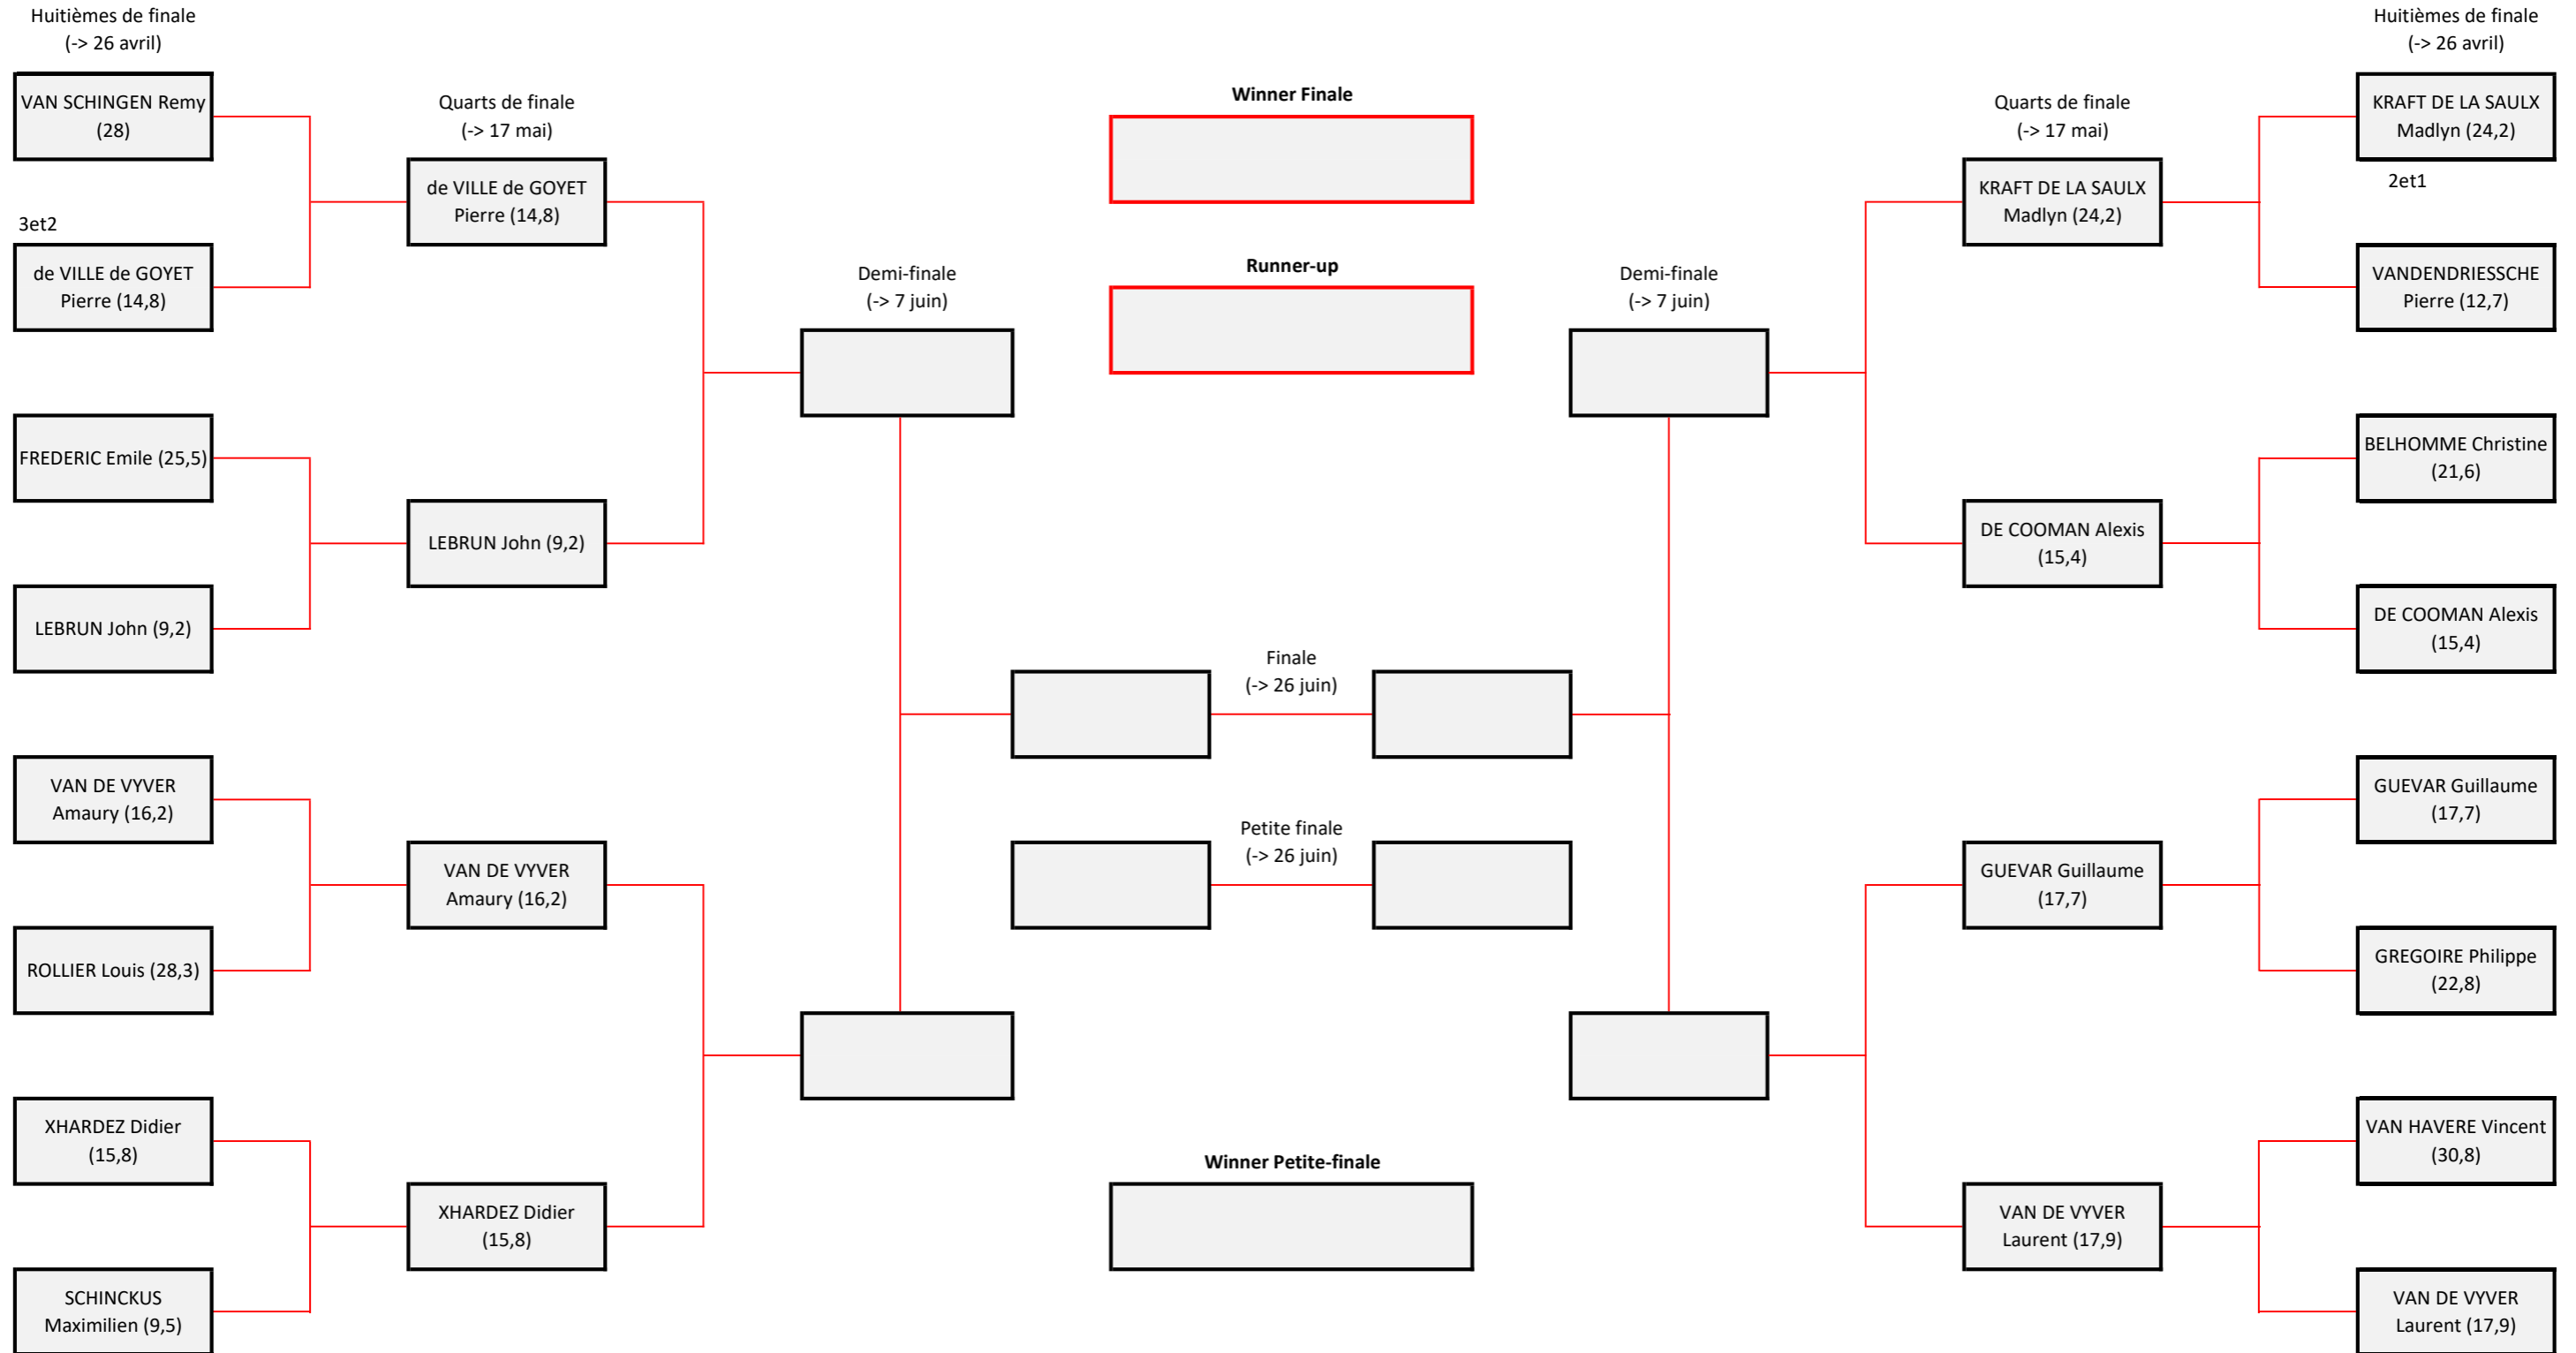 Huitièmes de finale
(-> 26 avril)
VAN SCHINGEN Remy
(28)
3et2
de VILLE de GOYET
Pierre (14,8)
FREDERIC Emile (25,5)
LEBRUN John (9,2)
VAN DE VYVER
Amaury (16,2)
ROLLIER Louis (28,3)
XHARDEZ Didier
(15,8)
SCHINCKUS
Maximilien (9,5)
Quarts de finale
(-> 17 mai)
de VILLE de GOYET
Pierre (14,8)
LEBRUN John (9,2)
VAN DE VYVER
Amaury (16,2)
XHARDEZ Didier
(15,8)
Demi-finale
(-> 7 juin)
Winner Finale
Runner-up
Finale
(-> 26 juin)
Petite finale
(-> 26 juin)
Winner Petite-finale
Demi-finale
(-> 7 juin)
Quarts de finale
(-> 17 mai)
KRAFT DE LA SAULX
Madlyn (24,2)
DE COOMAN Alexis
(15,4)
GUEVAR Guillaume
(17,7)
VAN DE VYVER
Laurent (17,9)
Huitièmes de finale
(-> 26 avril)
KRAFT DE LA SAULX
Madlyn (24,2)
2et1
VANDENDRIESSCHE
Pierre (12,7)
BELHOMME Christine
(21,6)
DE COOMAN Alexis
(15,4)
GUEVAR Guillaume
(17,7)
GREGOIRE Philippe
(22,8)
VAN HAVERE Vincent
(30,8)
VAN DE VYVER
Laurent (17,9)